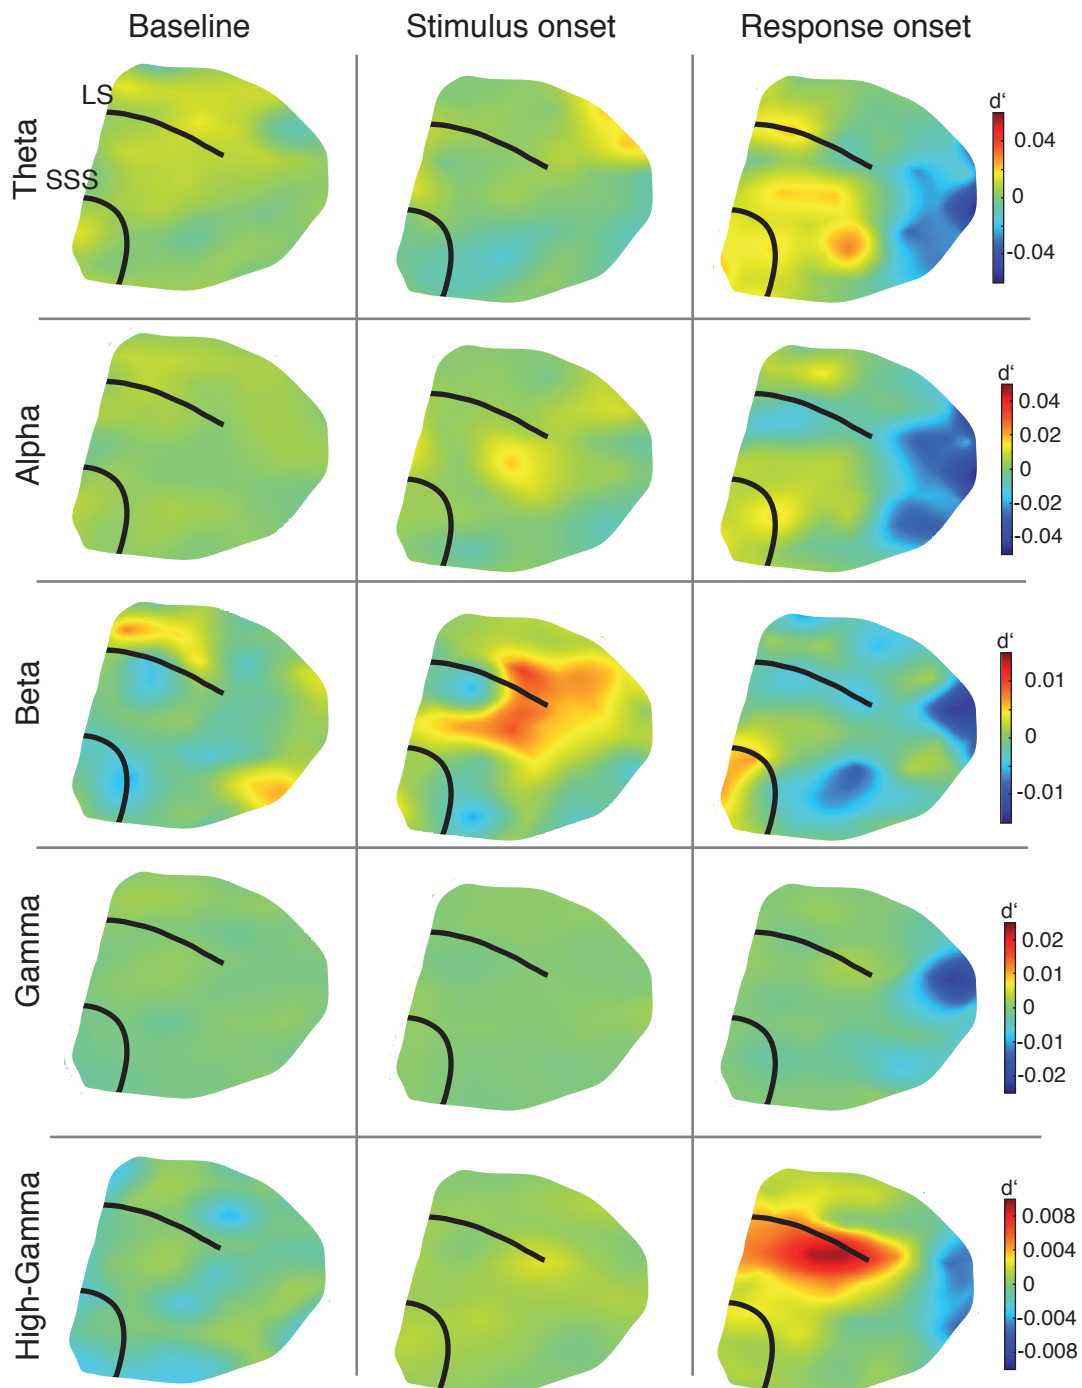 Baseline Stimulus onset Response onset
Theta
LS
SSS
d‘
0.04
0
-0.04
Alpha
d‘
0.04
0.02
0
-0.02
-0.04
Beta
d‘
0.01
0
-0.01
Gamma
d‘
0.02
0.01
0
-0.01
-0.02
High-Gamma
d‘
0.008
0.004
0
-0.004
-0.008